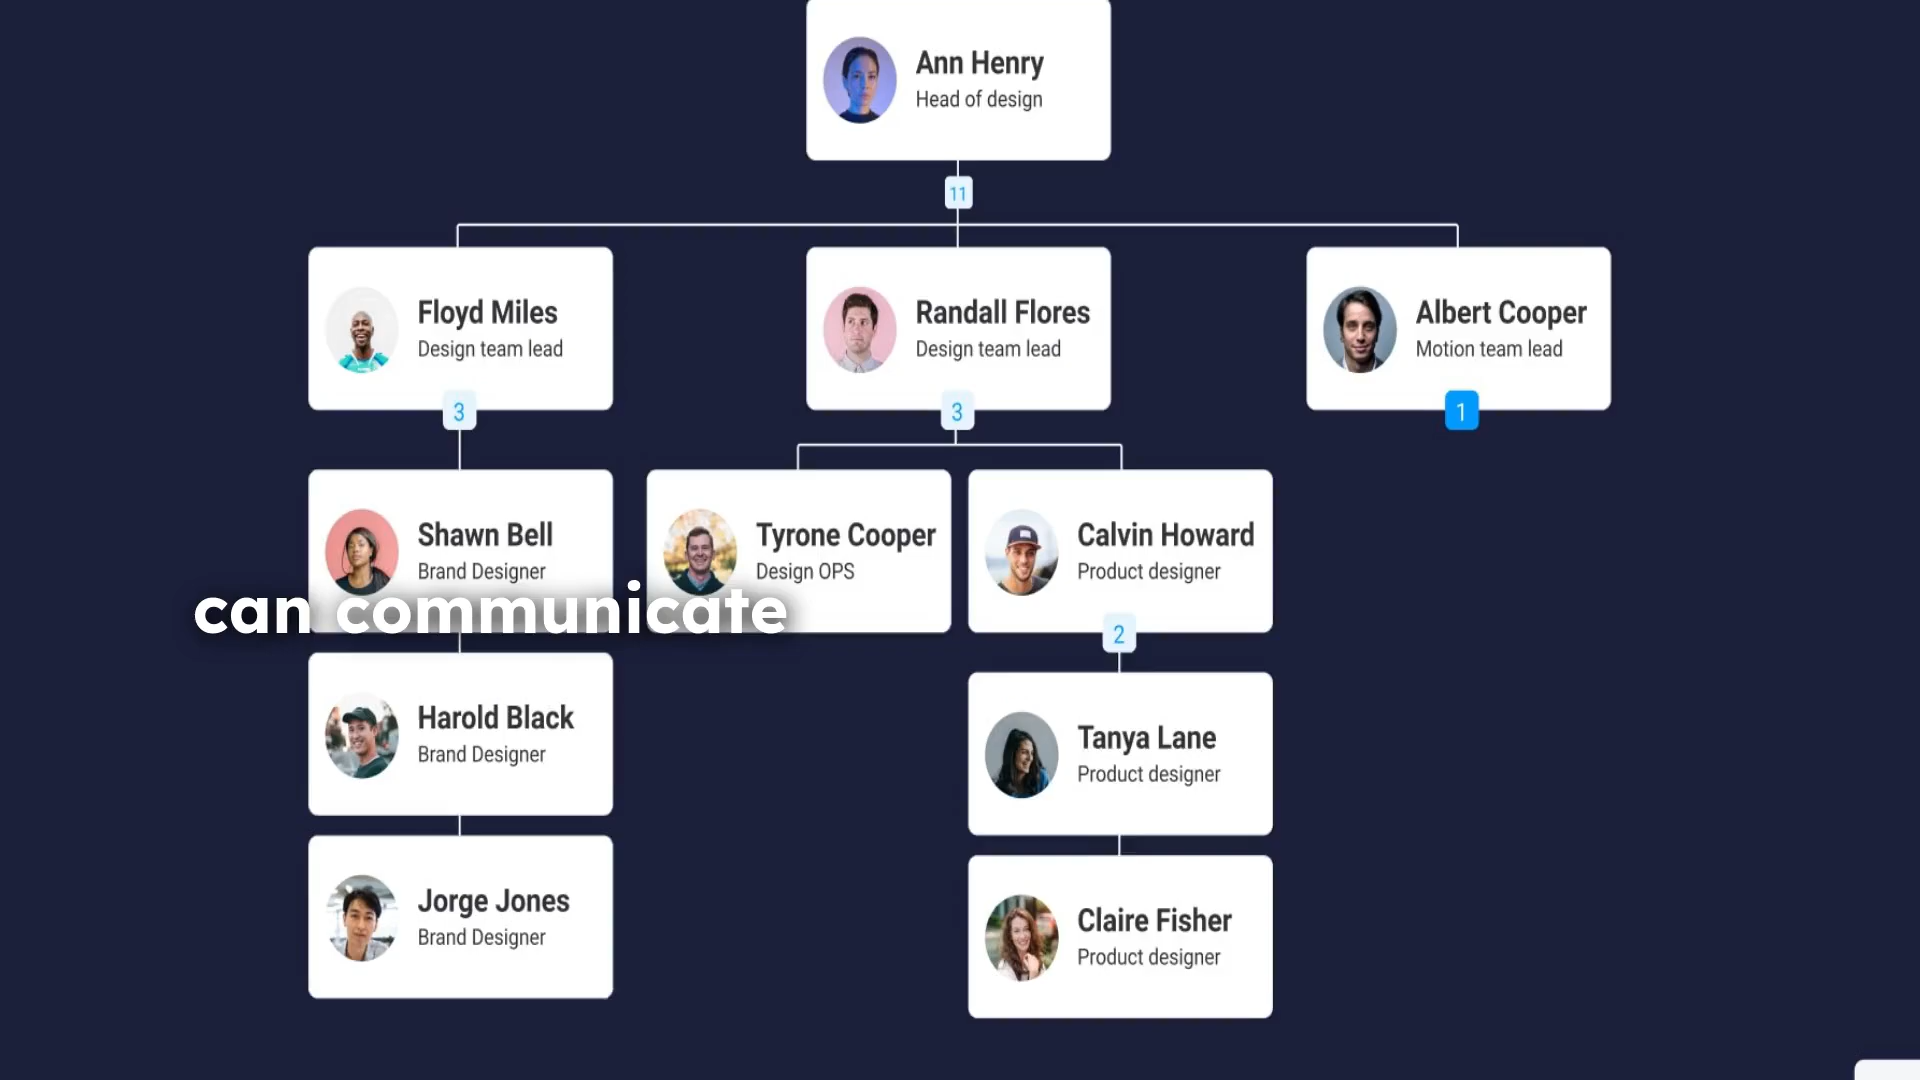 Ann Henry
Head of design
11
Floyd Miles
Design team lead
3
Randall Flores
Design team lead
3
Albert Cooper
Motion team lead
1
Shawn Bell
Brand Designer
Tyrone Cooper
Design OPS
Calvin Howard
Product designer
2
can communicate
Harold Black
Brand Designer
Tanya Lane
Product designer
Jorge Jones
Brand Designer
Claire Fisher
Product designer